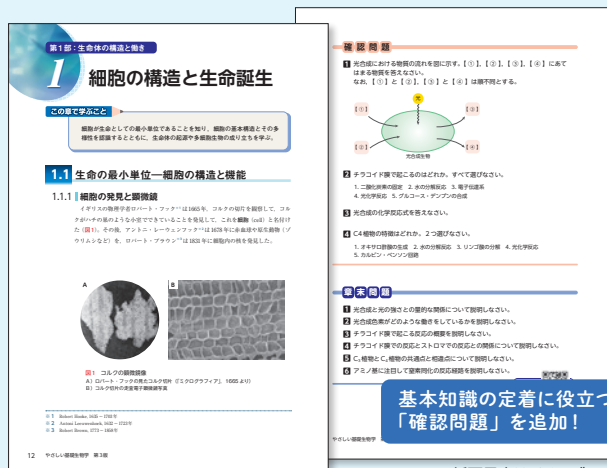 第1部：生命体の構造と働き
1 細胞の構造と生命誕生
この章で学ぶこと
細胞が生命としての最小単位であることを知り，細胞の基本構造とその多
様性を認識するとともに，生命体の起源や多細胞生物の成り立ちを学ぶ。
1.1 生命の最小単位―細胞の構造と機能
1.1.1 細胞の発見と顕微鏡
イギリスの物理学者ロバート・フック※1は1665年，コルクの切片を観察して，コル
クがハチの巣のような小室でできていることを発見して，これを細胞（cell）と名付け
た（図1）。その後，アントニ・レーウェンフック※2は1678年に赤血球や原生動物（ゾ
ウリムシなど）を，ロバート・ブラウン※3は1831年に細胞内の核を発見した。
A
B
図1 コルクの顕微鏡像
A）ロバート・フックの見たコルク切片（『ミクログラフィア』，1665より）
B）コルク切片の走査電子顕微鏡写真
※1 Robert Hooke, 1635－1703年
※2 Antoni Leeuwenhoek, 1632－1723年
※3 Robert Brown, 1773－1858年
12 やさしい基礎生物学 第3版
確認問題
1 光合成における物質の流れを図に示す。【①】，【②】，【③】，【④】にあて
はまる物質を答えなさい。
なお，【①】と【②】，【③】と【④】は順不同とする。
光
【①】
【③】
【②】
【④】
光合成生物
2 チラコイド膜で起こるのはどれか。すべて選びなさい。
1. 二酸化炭素の固定 2. 水の分解反応 3. 電子伝達系
4. 光化学反応 5. グルコース・デンプンの合成
3 光合成の化学反応式を答えなさい。
4 C4植物の特徴はどれか。2つ選びなさい。
1. オキサロ酢酸の生成 2. 水の分解反応 3. リンゴ酸の分解 4. 光化学反応
5. カルビン・ベンソン回路
章末問題
1 光合成と光の強さとの量的な関係について説明しなさい。
2 光合成色素がどのような働きをしているかを説明しなさい。
3 チラコイド膜で起こる反応の概要を説明しなさい。
4 チラコイド膜での反応とストロマでの反応との関係について説明しなさい。
5 C₃植物とC₄植物の共通点と相違点について説明しなさい。
6 アミノ基に注目して窒素同化の反応経路を説明しなさい。
基本知識の定着に役立つ
「確認問題」を追加！
やさしい基礎生物学 第